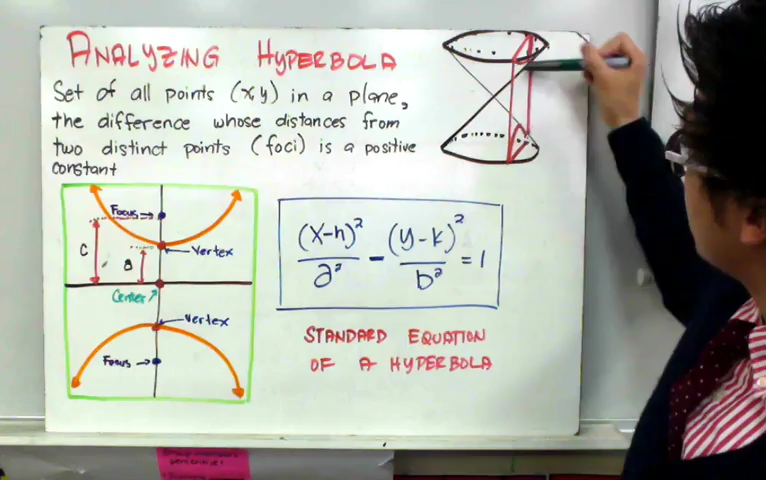 ANALYZING HYPERBOLA
Set of all points (x y) in a plane,
the difference whose distances from
two distinct points (foci) is a positive
constant
Focus
C
a
Vertex
Center
Vertex
Focus
(x-h)²/a² - (y-k)²/b² = 1
STANDARD EQUATION
OF A HYPERBOLA